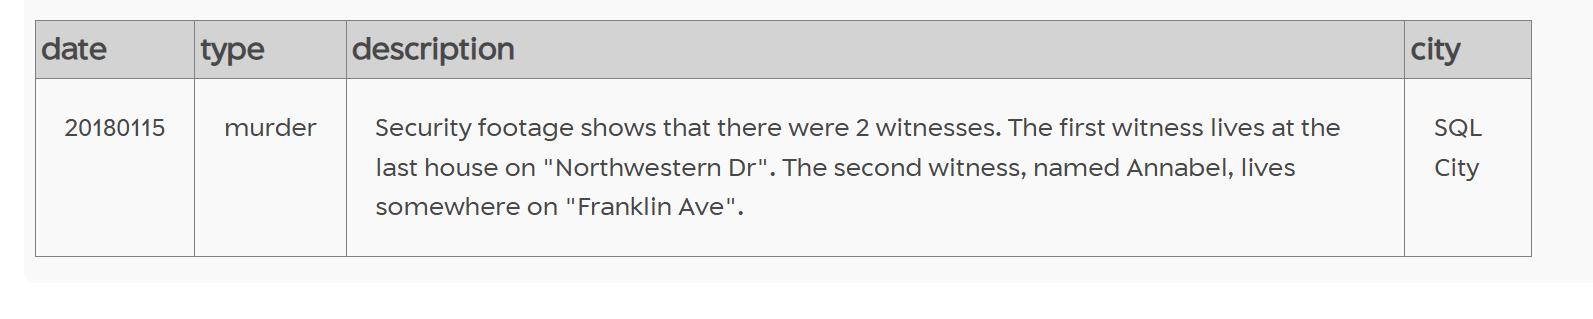 date type description city
20180115 murder Security footage shows that there were 2 witnesses. The first witness lives at the SQL
last house on "Northwestern Dr". The second witness, named Annabel, lives City
somewhere on "Franklin Ave".